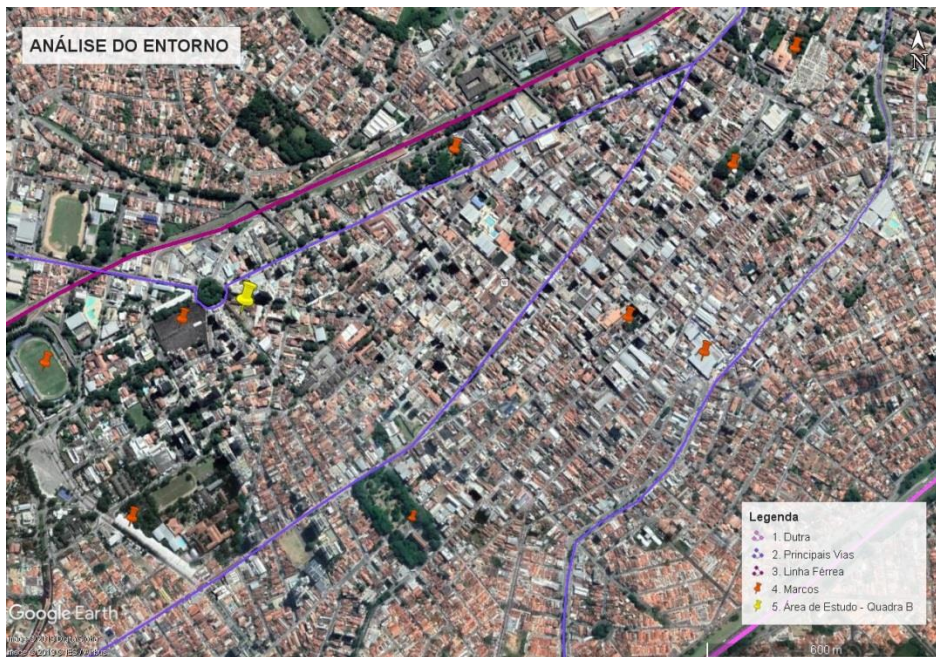 ANÁLISE DO ENTORNO
N
Legenda
1. Dutra
2. Principais Vias
3. Linha Férrea
4. Marcos
5. Área de Estudo - Quadra B
Google Earth
600 m